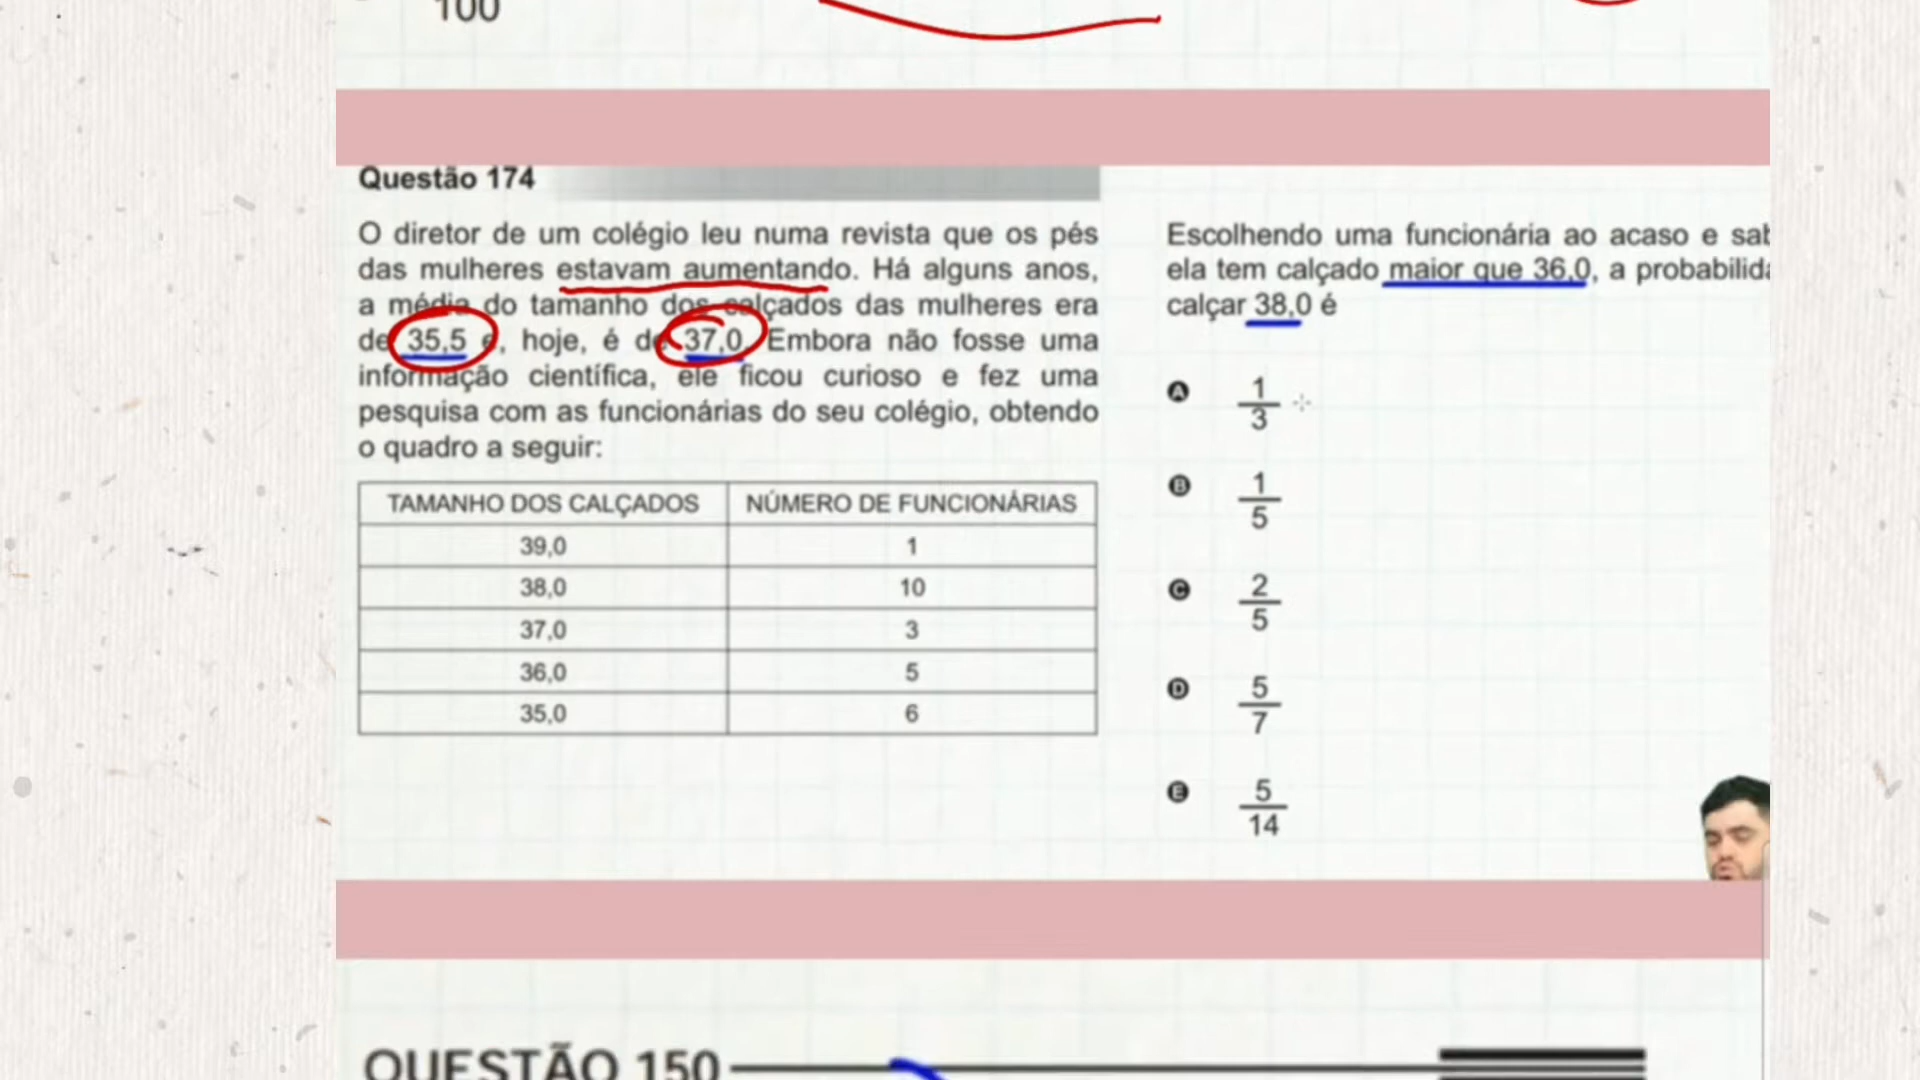 100
Questão 174
O diretor de um colégio leu numa revista que os pés
das mulheres estavam aumentando. Há alguns anos,
a média do tamanho dos calçados das mulheres era
de 35,5 e, hoje, é de 37,0. Embora não fosse uma
informação científica, ele ficou curioso e fez uma
pesquisa com as funcionárias do seu colégio, obtendo
o quadro a seguir:
TAMANHO DOS CALÇADOS NÚMERO DE FUNCIONÁRIAS
39,0 1
38,0 10
37,0 3
36,0 5
35,0 6
Escolhendo uma funcionária ao acaso e
ela tem calçado maior que 36,0, a
calçar 38,0 é
A 1/3
B 1/5
C 2/5
D 5/7
E 5/14
QUESTÃO 150